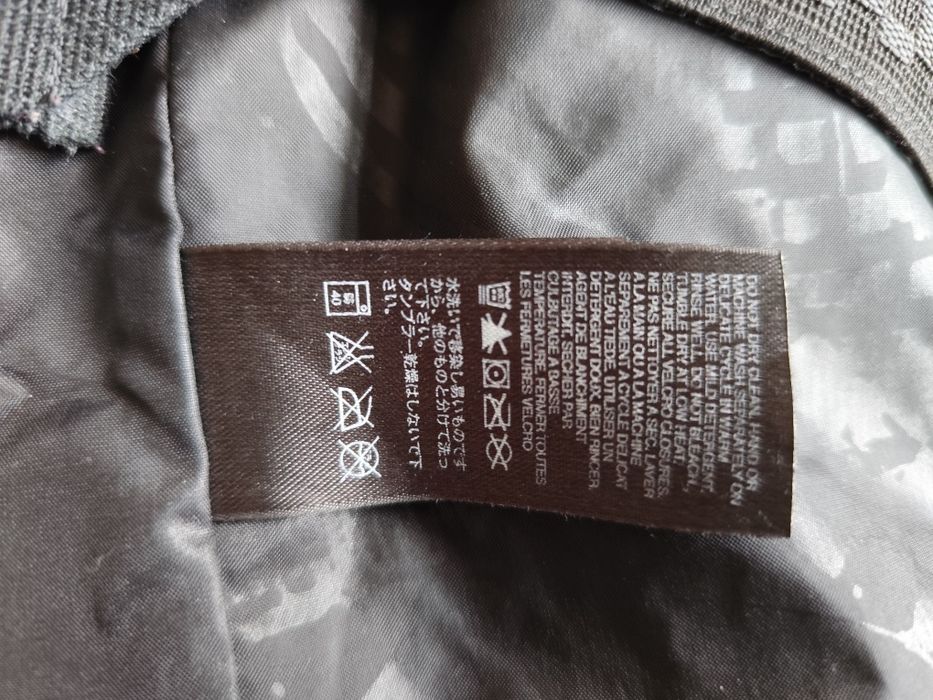 DO NOT DRY CLEAN, HAND OR
MACHINE WASH SEPARATELY ON
DELICATE CYCLE IN WARM
WATER, USE MILD DETERGENT.
RINSE WELL. DO NOT BLEACH,
TUMBLE DRY AT LOW HEAT.
SECURE ALL VELCRO CLOSURES.
NE PAS NETTOYER A SEC, LAVER
A LA MAIN OU A LA MACHINE
SEPAREMENT A CYCLE DELICAT
A L'EAU TIEDE. UTILISER UN
DETERGENT DOUX. BIEN RINCER.
AGENT DE BLANCHIMENT
INTERDIT. SECHER PAR
CULBUTAGE A BASSE
TEMPERATURE. FERMER TOUTES
LES FERMETURES VELCRO
水洗いで移染し易いものです
から、他のものと分けて洗っ
て下さい。
タンブラー乾燥はしないで下
さい。
弱
40